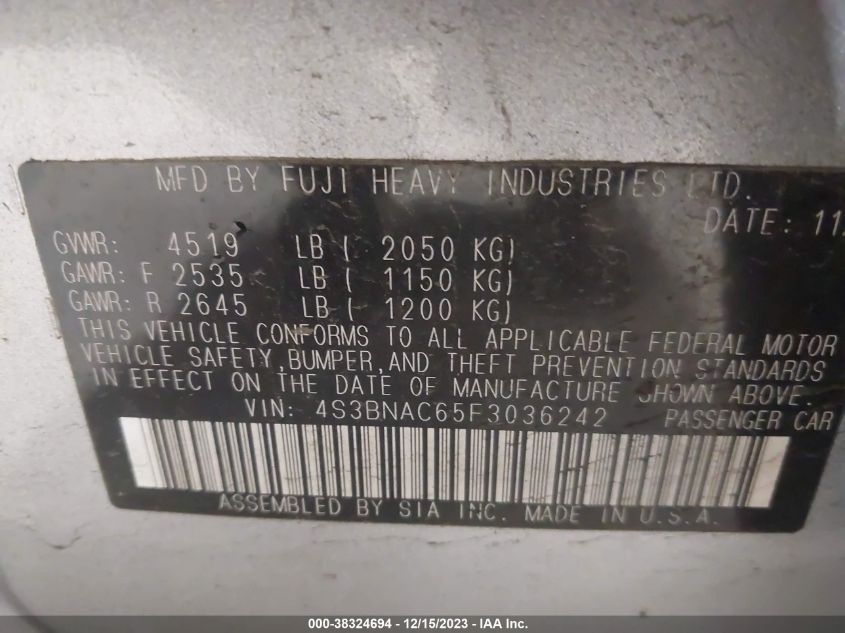 MFD BY FUJI HEAVY INDUSTRIES LTD.
DATE: 11
GVWR: 4519 LB ( 2050 KG)
GAWR: F 2535 LB ( 1150 KG)
GAWR: R 2645 LB ( 1200 KG)
THIS VEHICLE CONFORMS TO ALL APPLICABLE FEDERAL MOTOR
VEHICLE SAFETY,BUMPER,AND THEFT PREVENTION STANDARDS
IN EFFECT ON THE DATE OF MANUFACTURE SHOWN ABOVE.
VIN: 4S3BNAC65F3036242 PASSENGER CAR
ASSEMBLED BY SIA INC. MADE IN U.S.A.
000-38324694 - 12/15/2023 - IAA Inc.